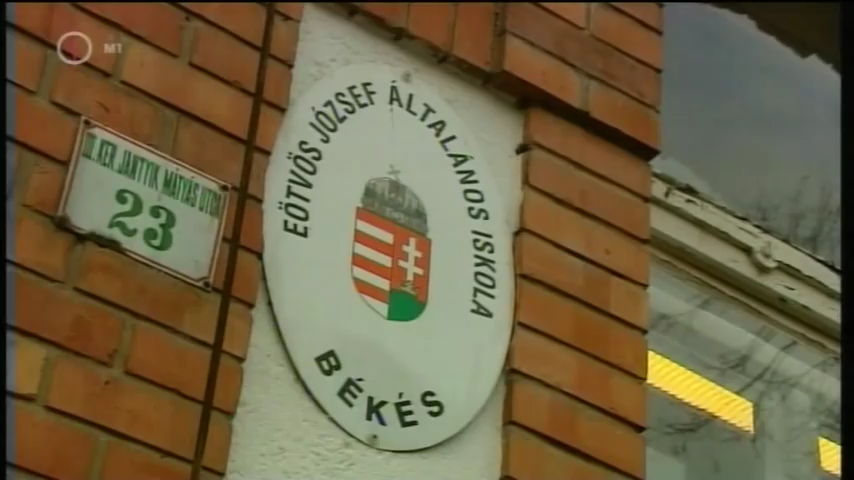 M1
III. KER. JANTYIK MÁTYÁS UTCA
23
EÖTVÖS JÓZSEF ÁLTALÁNOS ISKOLA
BÉKÉS